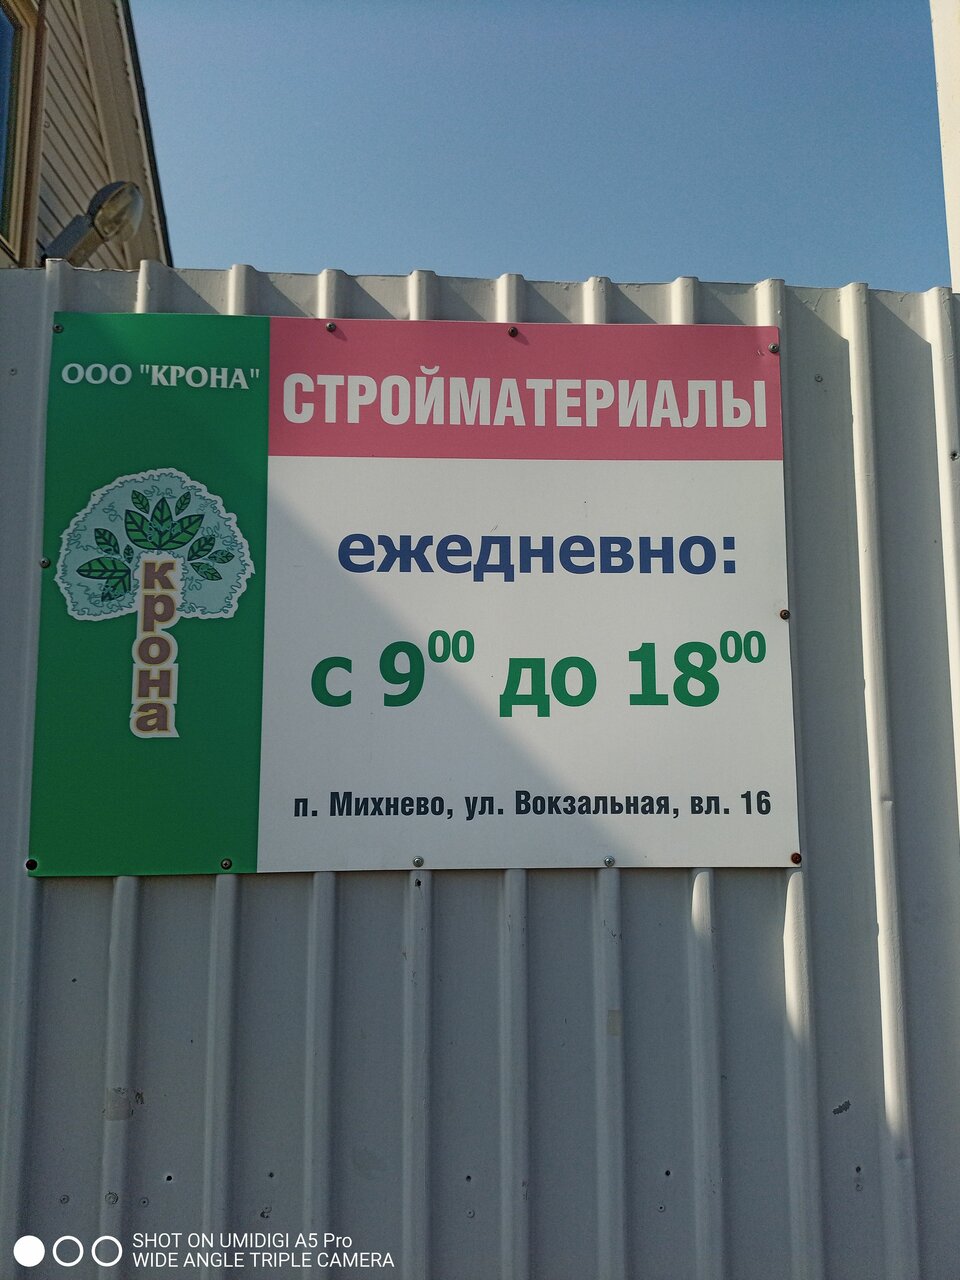 ООО "КРОНА"
СТРОЙМАТЕРИАЛЫ
крона
ежедневно:
с 9⁰⁰ до 18⁰⁰
п. Михнево, ул. Вокзальная, вл. 16
SHOT ON UMIDIGI A5 Pro
WIDE ANGLE TRIPLE CAMERA